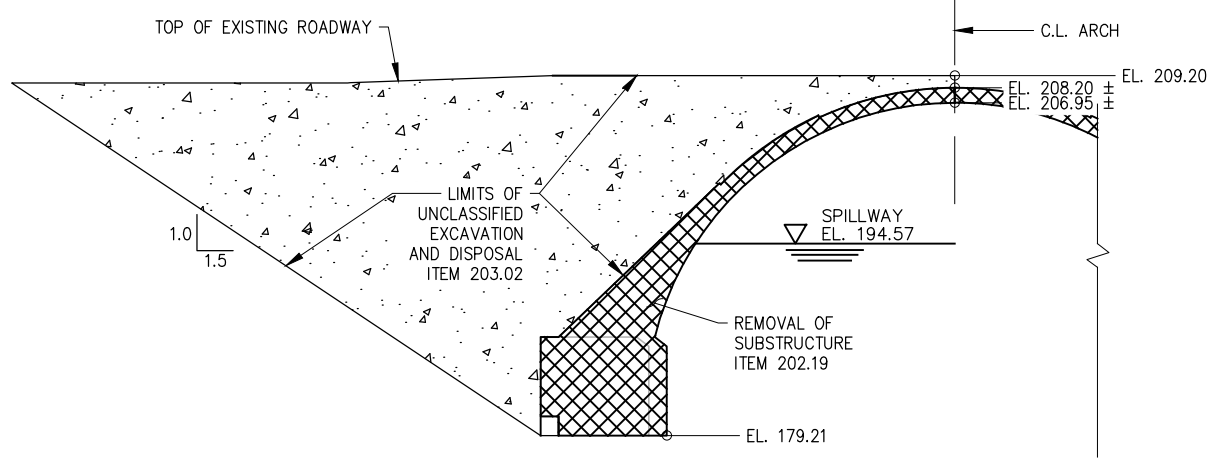 TOP OF EXISTING ROADWAY
C.L. ARCH
EL. 209.20
EL. 208.20 ±
EL. 206.95 ±
LIMITS OF
UNCLASSIFIED
EXCAVATION
AND DISPOSAL
ITEM 203.02
SPILLWAY
EL. 194.57
1.0
1.5
REMOVAL OF
SUBSTRUCTURE
ITEM 202.19
EL. 179.21